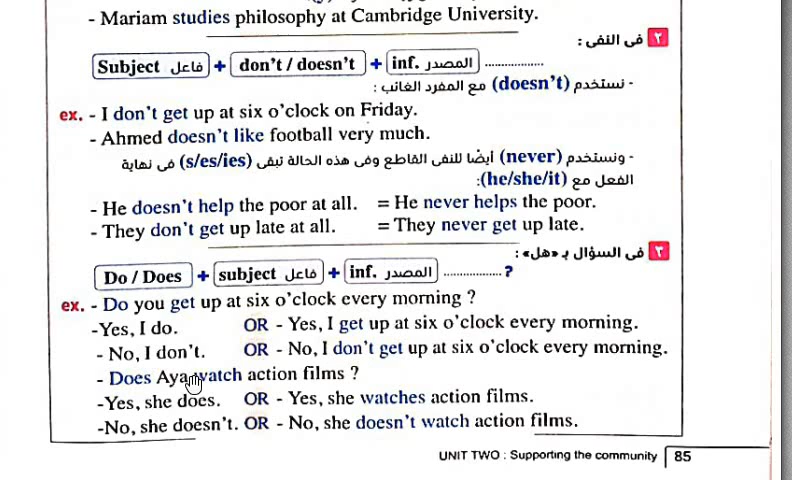 - Mariam studies philosophy at Cambridge University.
٢ فى النفى :
Subject فاعل + don't / doesn't + inf. المصدر ..................
- نستخدم (doesn't) مع المفرد الغائب :
ex. - I don't get up at six o'clock on Friday.
- Ahmed doesn't like football very much.
- ونستخدم (never) أيضًا للنفى القاطع وفى هذه الحالة تبقى (s/es/ies) فى نهاية
الفعل مع (he/she/it):
- He doesn't help the poor at all. = He never helps the poor.
- They don't get up late at all. = They never get up late.
٣ فى السؤال بـ «هل» :
Do / Does + subject فاعل + inf. المصدر ..................?
ex. - Do you get up at six o'clock every morning ?
-Yes, I do. OR - Yes, I get up at six o'clock every morning.
- No, I don't. OR - No, I don't get up at six o'clock every morning.
- Does Aya watch action films ?
-Yes, she does. OR - Yes, she watches action films.
-No, she doesn't. OR - No, she doesn't watch action films.
UNIT TWO : Supporting the community 85